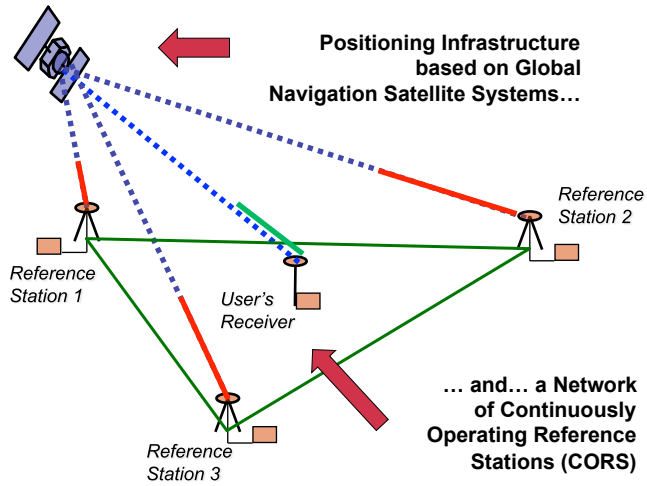 Positioning Infrastructure
based on Global
Navigation Satellite Systems…
Reference
Station 2
Reference
Station 1
User's
Receiver
… and… a Network
of Continuously
Operating Reference
Stations (CORS)
Reference
Station 3